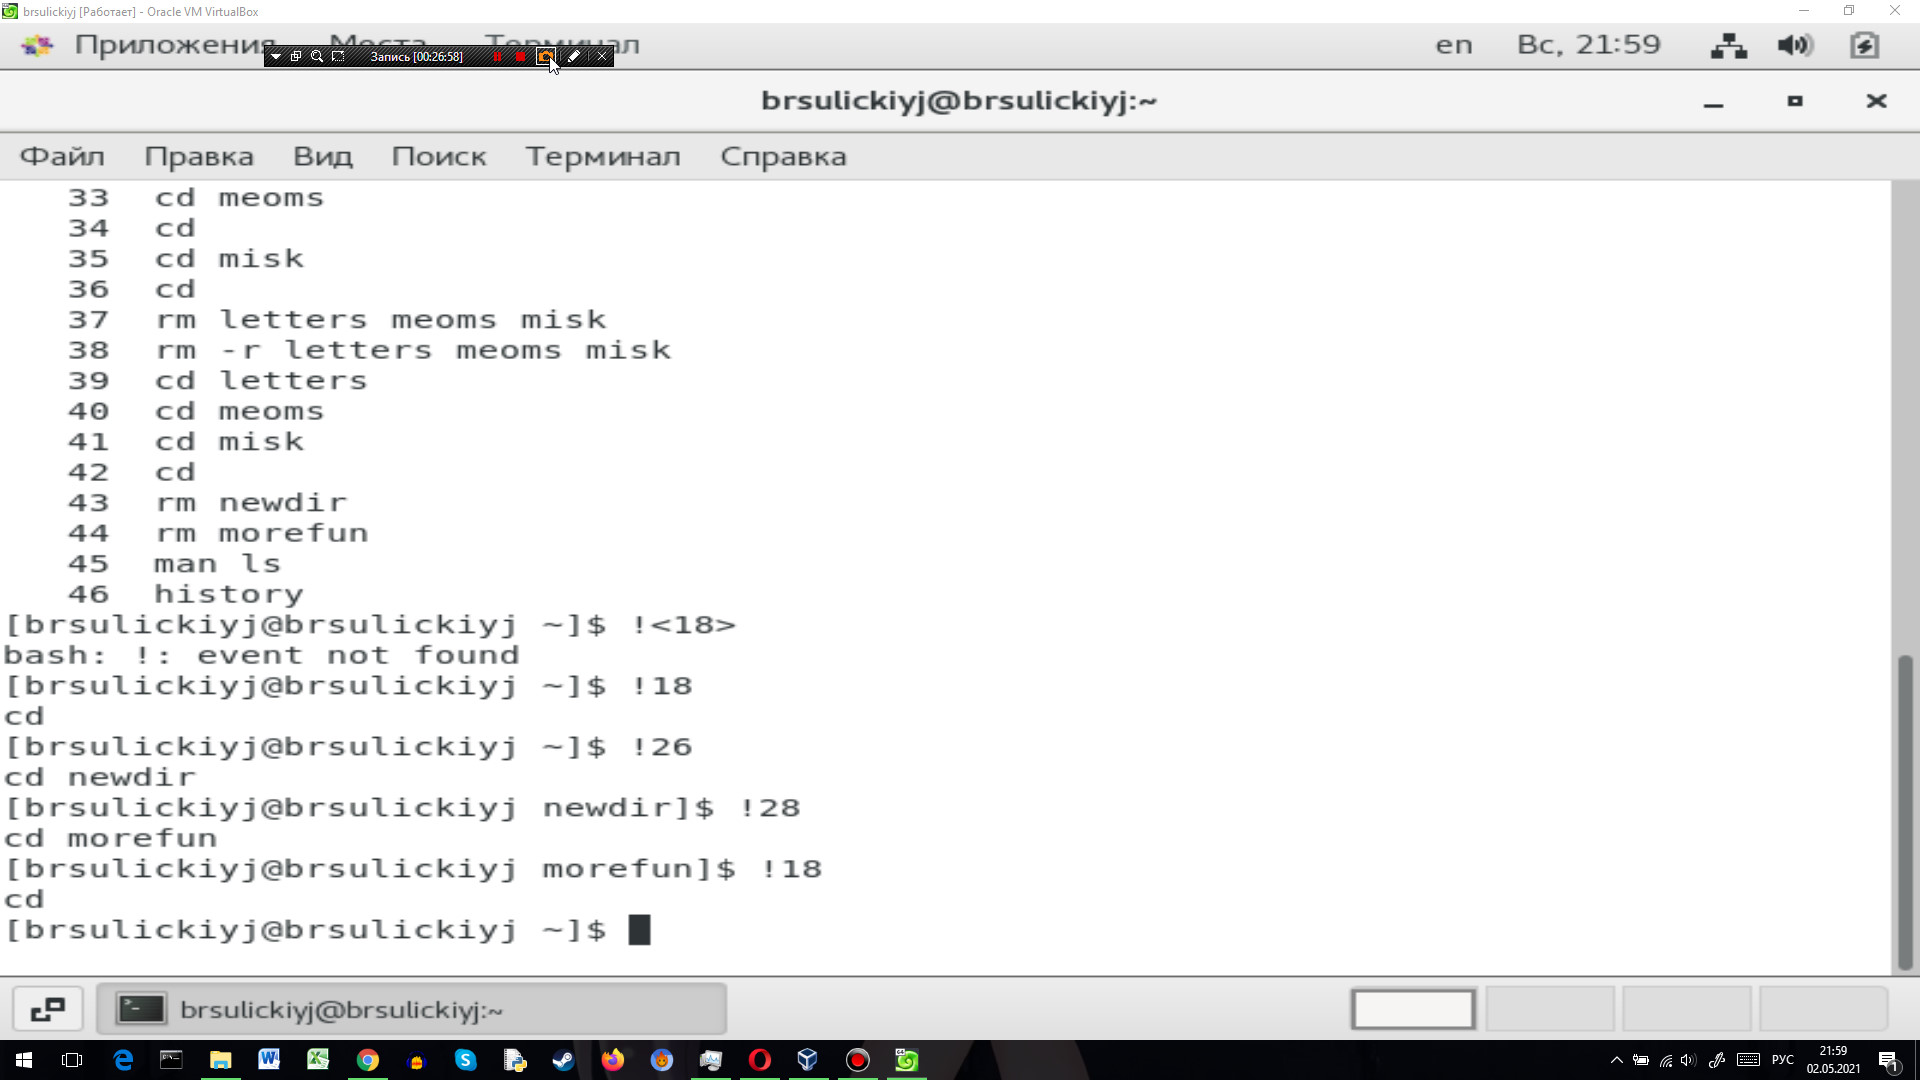 brsulickiyj [Работает] - Oracle VM VirtualBox
Приложения Места Терминал en Вс, 21:59
Запись [00:26:58]
brsulickiyj@brsulickiyj:~
Файл Правка Вид Поиск Терминал Справка
33 cd meoms
34 cd
35 cd misk
36 cd
37 rm letters meoms misk
38 rm -r letters meoms misk
39 cd letters
40 cd meoms
41 cd misk
42 cd
43 rm newdir
44 rm morefun
45 man ls
46 history
[brsulickiyj@brsulickiyj ~]$ !<18>
bash: !: event not found
[brsulickiyj@brsulickiyj ~]$ !18
cd
[brsulickiyj@brsulickiyj ~]$ !26
cd newdir
[brsulickiyj@brsulickiyj newdir]$ !28
cd morefun
[brsulickiyj@brsulickiyj morefun]$ !18
cd
[brsulickiyj@brsulickiyj ~]$
brsulickiyj@brsulickiyj:~
РУС 21:59
02.05.2021 1